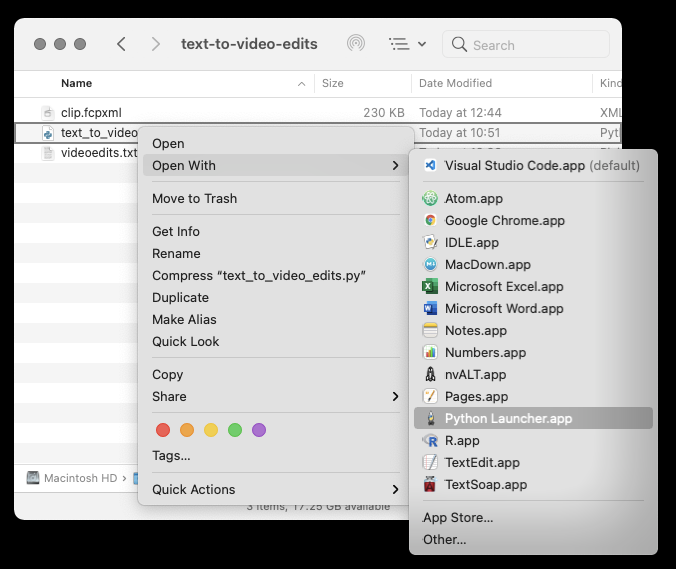 text-to-video-edits
Search
Name Size Date Modified Kind
clip.fcpxml 230 KB Today at 12:44 XML
text_to_video Today at 10:51 Pyth
videoedits.txt
Open
Open With
Move to Trash
Get Info
Rename
Compress “text_to_video_edits.py”
Duplicate
Make Alias
Quick Look
Copy
Share
Tags...
Quick Actions
Visual Studio Code.app (default)
Atom.app
Google Chrome.app
IDLE.app
MacDown.app
Microsoft Excel.app
Microsoft Word.app
Notes.app
Numbers.app
nvALT.app
Pages.app
Python Launcher.app
R.app
TextEdit.app
TextSoap.app
App Store...
Other...
Macintosh HD ›
3 items, 17.25 GB available